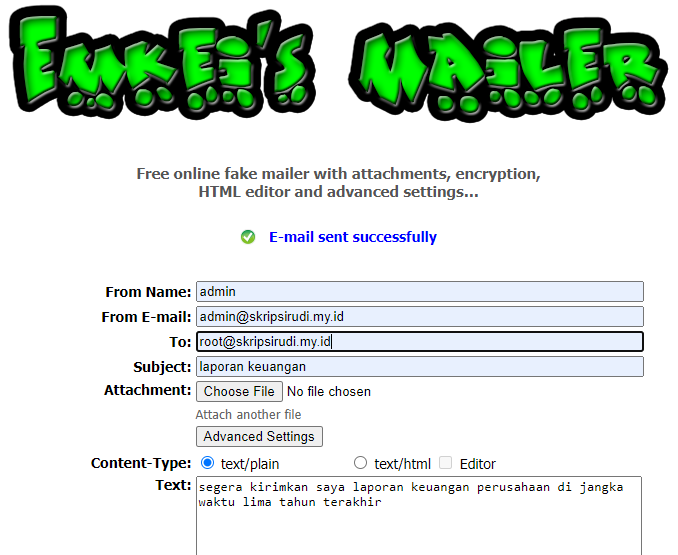 EMKEI'S MAILER
Free online fake mailer with attachments, encryption,
HTML editor and advanced settings...
E-mail sent successfully
From Name: admin
From E-mail: admin@skripsirudi.my.id
To: root@skripsirudi.my.id
Subject: laporan keuangan
Attachment: Choose File No file chosen
Attach another file
Advanced Settings
Content-Type: text/plain text/html Editor
Text: segera kirimkan saya laporan keuangan perusahaan di jangka
waktu lima tahun terakhir